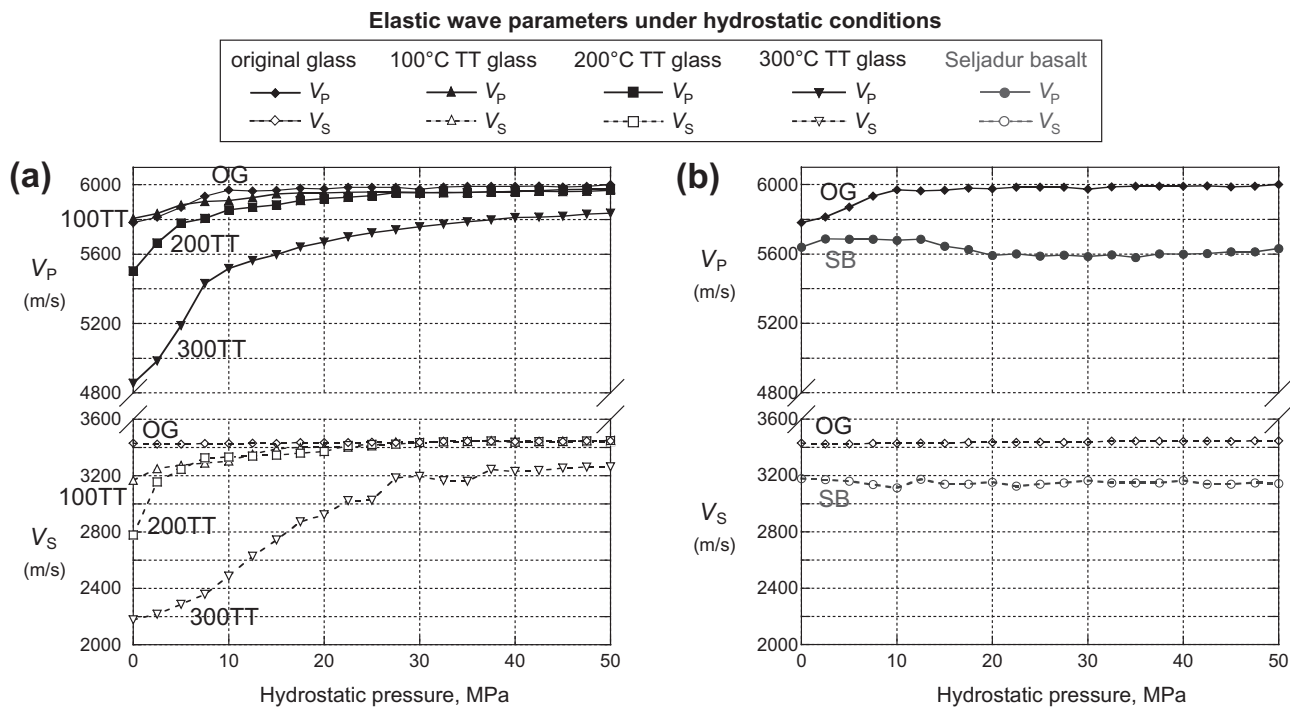 Elastic wave parameters under hydrostatic conditions
original glass 100°C TT glass 200°C TT glass 300°C TT glass Seljadur basalt
VP VP VP VP VP
VS VS VS VS VS
(a)
OG
6000
100TT
200TT
5600
VP
(m/s)
5200
300TT
4800
3600
OG
3200
100TT
200TT
2800
VS
(m/s)
2400
300TT
2000
0 10 20 30 40 50
Hydrostatic pressure, MPa
(b)
6000
OG
5600
SB
VP
(m/s)
5200
4800
3600
OG
3200
SB
2800
VS
(m/s)
2400
2000
0 10 20 30 40 50
Hydrostatic pressure, MPa